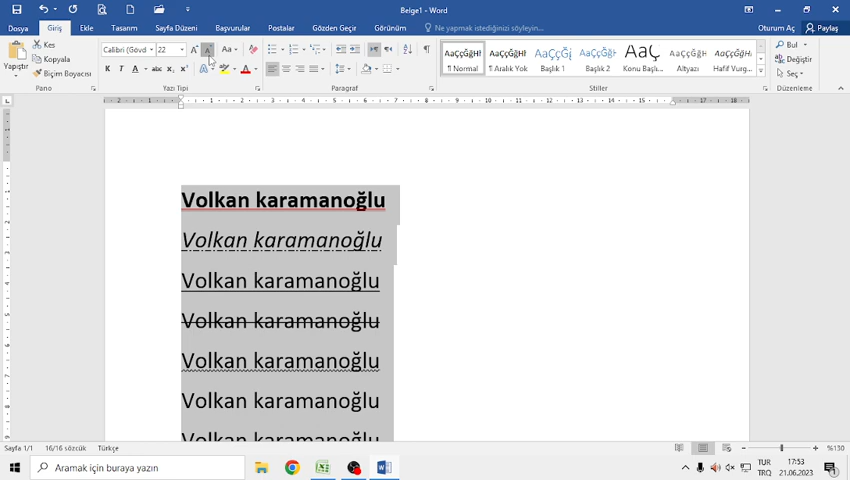 Belge1 - Word
Dosya Giriş Ekle Tasarım Sayfa Düzeni Başvurular Postalar Gözden Geçir Görünüm Ne yapmak istediğinizi söyleyin... Oturum Aç Paylaş
Yapıştır
Kes
Kopyala
Biçim Boyacısı
Pano
Calibri (Gövd 22 Aa
K T A abc X₂ X²
Yazı Tipi
Paragraf
AaÇçĞğH AaÇçĞğH AaÇçĞğ AaÇçĞğ AaÇ AaÇçĞğH AaÇçĞğH
¶ Normal ¶ Aralık Yok Başlık 1 Başlık 2 Konu Başlı... Altyazı Hafif Vurg...
Stiller
Bul
Değiştir
Seç
Düzenleme
Volkan karamanoğlu
Volkan karamanoğlu
Volkan karamanoğlu
Volkan karamanoğlu
Volkan karamanoğlu
Volkan karamanoğlu
Volkan karamanoğlu
Sayfa 1/1 16/16 sözcük Türkçe %130
Aramak için buraya yazın
TUR
TRQ
17:53
21.06.2023